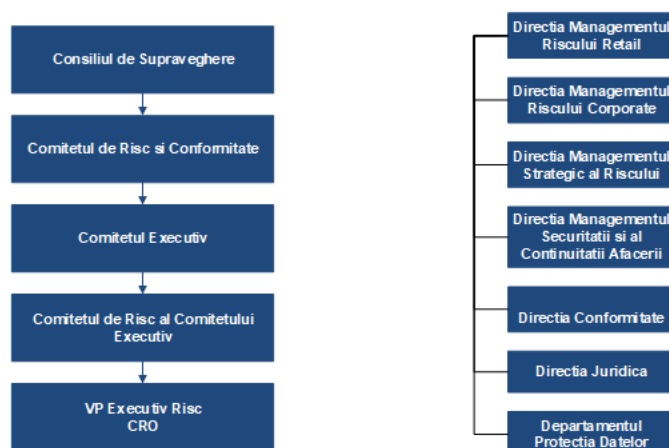 Consiliul de Supraveghere
Comitetul de Risc si Conformitate
Comitetul Executiv
Comitetul de Risc al Comitetului
Executiv
VP Executiv Risc
CRO
Directia Managementul
Riscului Retail
Directia Managementul
Riscului Corporate
Directia Managementul
Strategic al Riscului
Directia Managementul
Securitatii si al
Continuitatii Afacerii
Directia Conformitate
Directia Juridica
Departamentul
Protectia Datelor